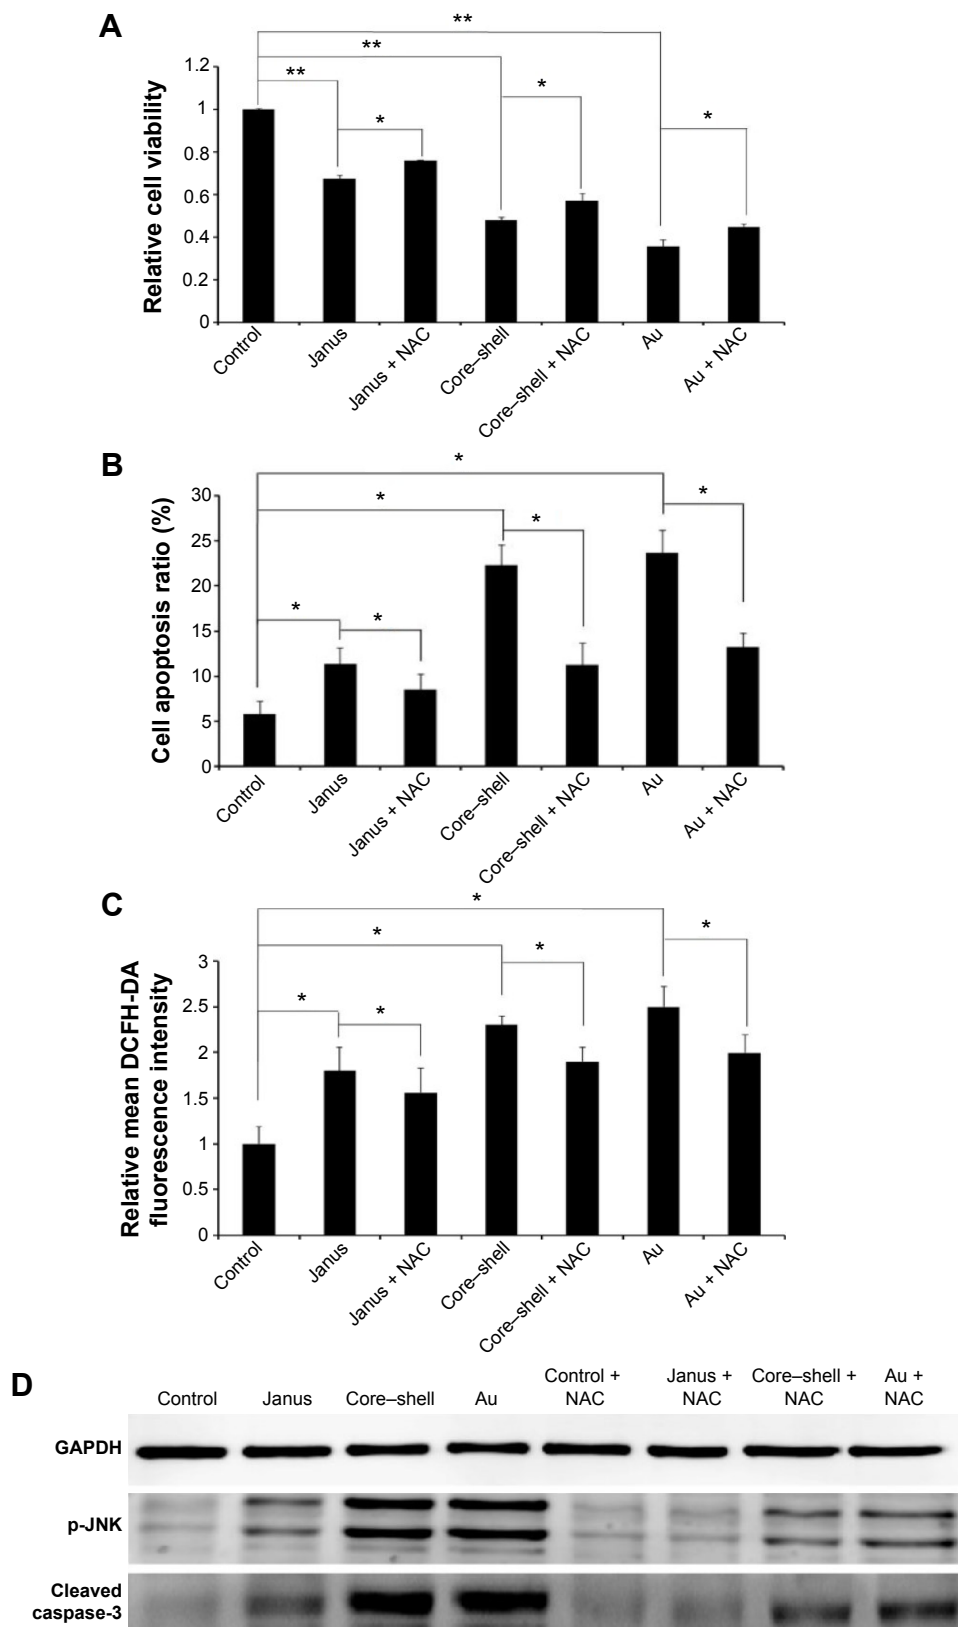 A
**
**
**
*
*
*
Relative cell viability
1.2
1
0.8
0.6
0.4
0.2
0
Control
Janus
Janus + NAC
Core–shell
Core–shell + NAC
Au
Au + NAC
B
*
*
*
*
*
*
Cell apoptosis ratio (%)
30
25
20
15
10
5
0
Control
Janus
Janus + NAC
Core–shell
Core–shell + NAC
Au
Au + NAC
C
*
*
*
*
*
*
Relative mean DCFH-DA
fluorescence intensity
3
2.5
2
1.5
1
0.5
0
Control
Janus
Janus + NAC
Core–shell
Core–shell + NAC
Au
Au + NAC
D
Control
Janus
Core–shell
Au
Control +
NAC
Janus +
NAC
Core–shell +
NAC
Au +
NAC
GAPDH
p-JNK
Cleaved
caspase-3